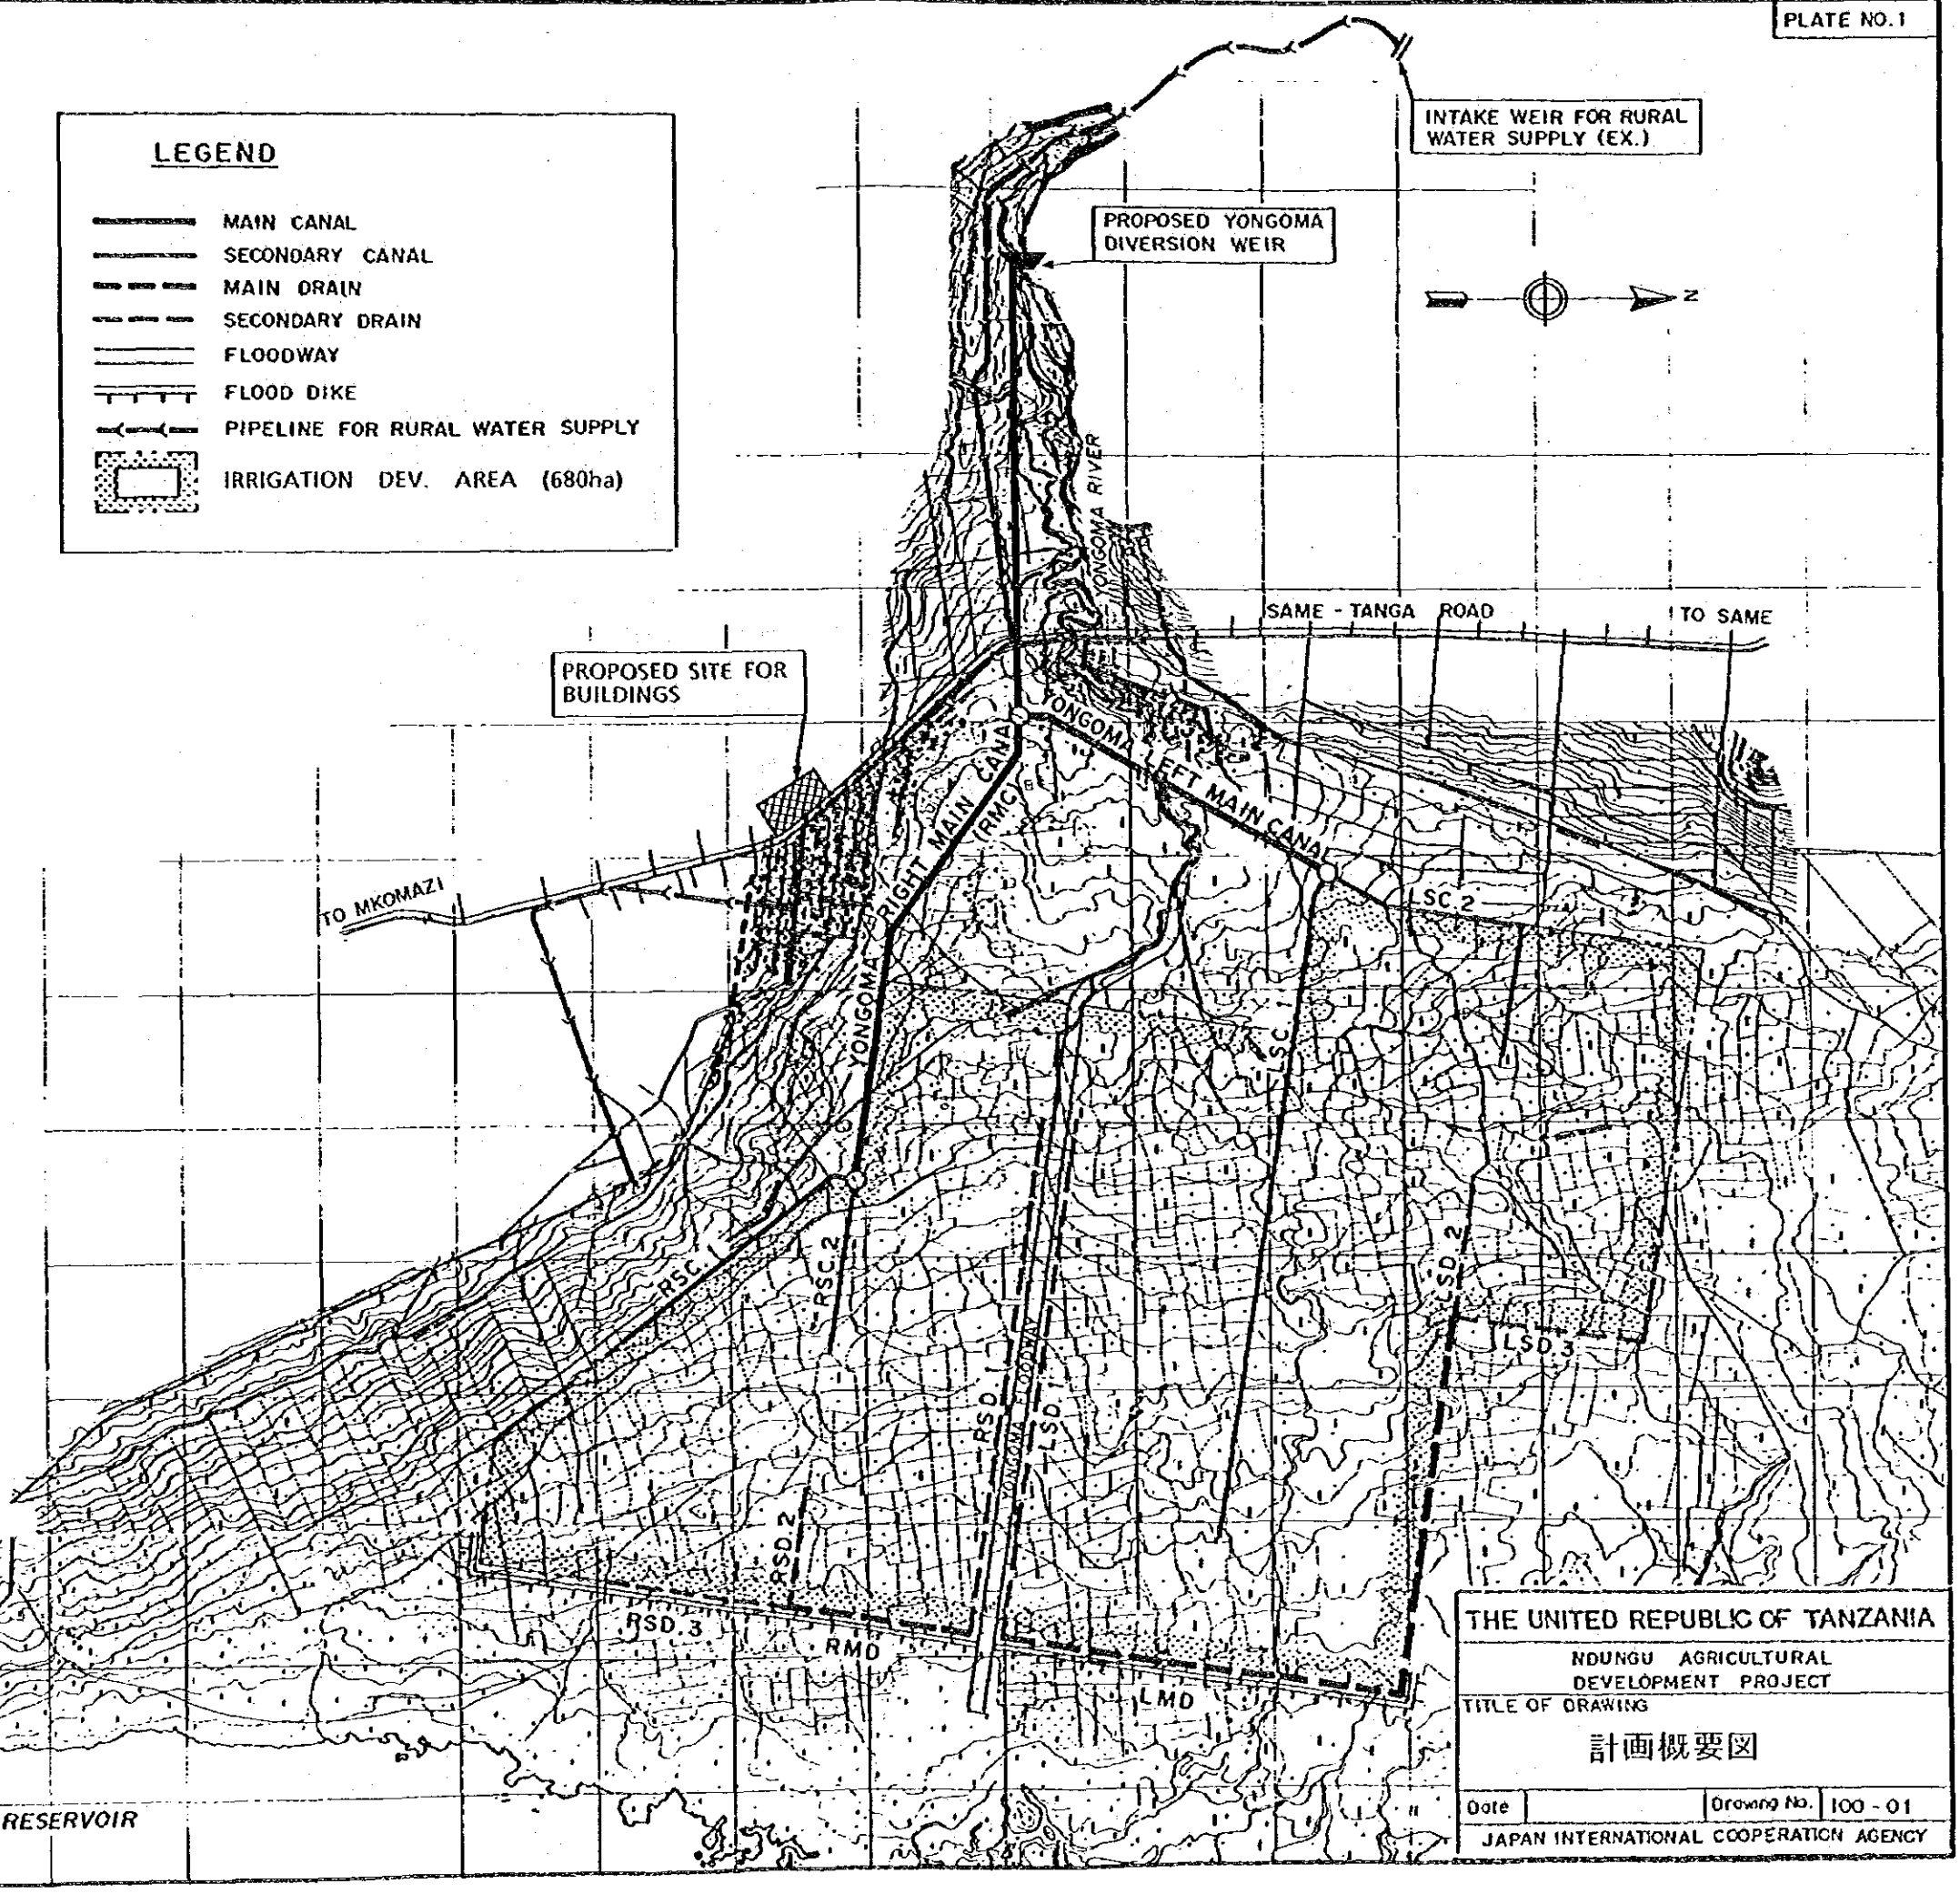 PLATE NO.1
INTAKE WEIR FOR RURAL
WATER SUPPLY (EX.)
LEGEND
MAIN CANAL
SECONDARY CANAL
MAIN DRAIN
SECONDARY DRAIN
FLOODWAY
FLOOD DIKE
PIPELINE FOR RURAL WATER SUPPLY
IRRIGATION DEV. AREA (680ha)
PROPOSED YONGOMA
DIVERSION WEIR
N
YONGOMA RIVER
SAME - TANGA ROAD
TO SAME
PROPOSED SITE FOR
BUILDINGS
YONGOMA LEFT MAIN CANAL
YONGOMA RIGHT MAIN CANAL
(RMC)
TO MKOMAZI
LSC.2
LSC.1
RSC.1
RSC.2
LSD.2
LSD.3
RSD.1
YONGOMA FLOODWAY
LSD.1
RSD.2
RSD.3
RMD
LMD
RESERVOIR
THE UNITED REPUBLIC OF TANZANIA
NDUNGU AGRICULTURAL
DEVELOPMENT PROJECT
TITLE OF DRAWING
計画概要図
Date
Drawing No. 100-01
JAPAN INTERNATIONAL COOPERATION AGENCY